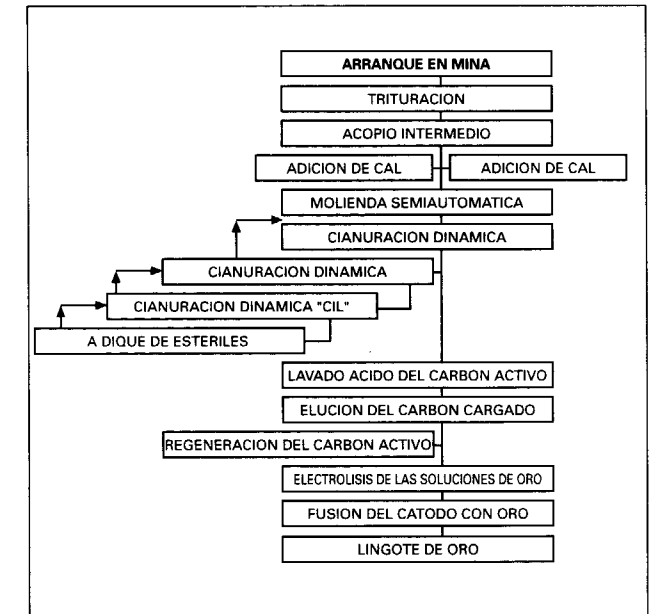 ARRANQUE EN MINA
TRITURACION
ACOPIO INTERMEDIO
ADICION DE CAL
ADICION DE CAL
MOLIENDA SEMIAUTOMATICA
CIANURACION DINAMICA
CIANURACION DINAMICA
CIANURACION DINAMICA "CIL"
A DIQUE DE ESTERILES
LAVADO ACIDO DEL CARBON ACTIVO
ELUCION DEL CARBON CARGADO
REGENERACION DEL CARBON ACTIVO
ELECTROLISIS DE LAS SOLUCIONES DE ORO
FUSION DEL CATODO CON ORO
LINGOTE DE ORO